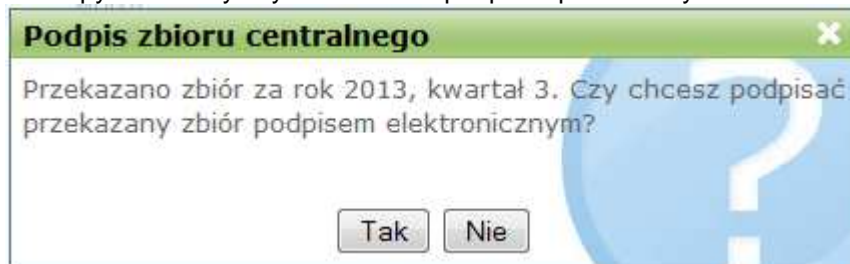 Podpis zbioru centralnego
Przekazano zbiór za rok 2013, kwartał 3. Czy chcesz podpisać
przekazany zbiór podpisem elektronicznym?
Tak Nie